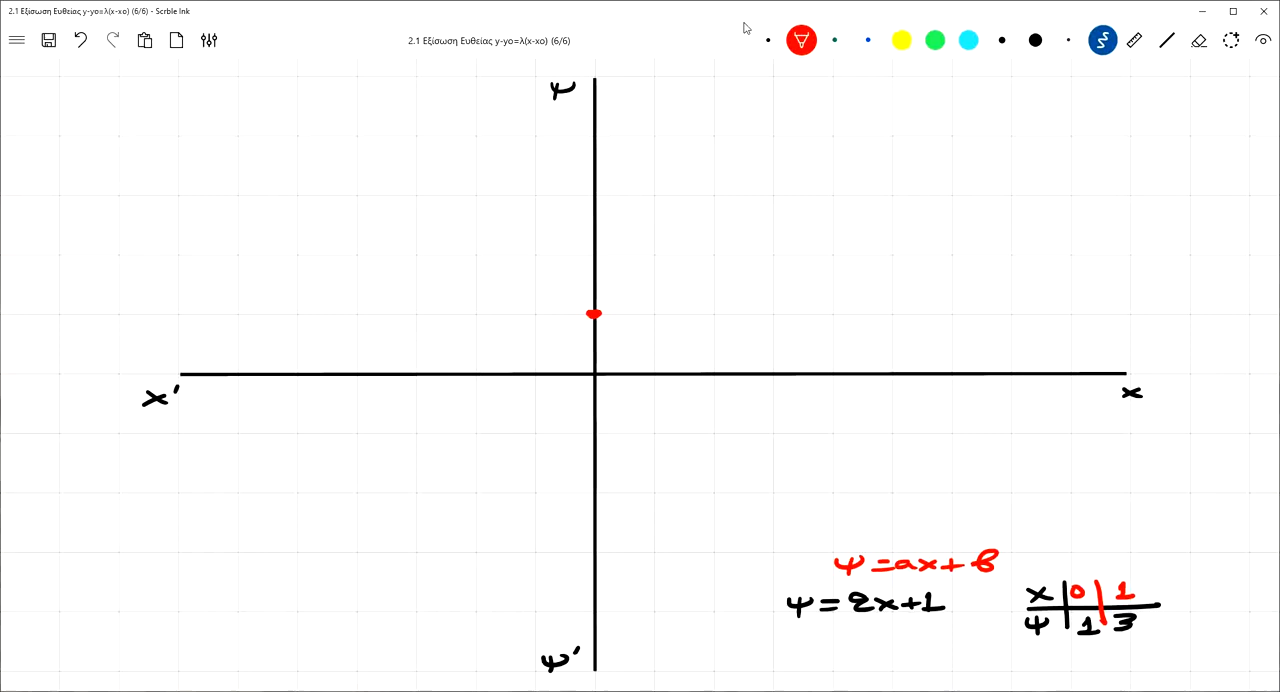 2.1 Εξίσωση Ευθείας y-yo=λ(x-xo) (6/6) - Scrble Ink
2.1 Εξίσωση Ευθείας y-yo=λ(x-xo) (6/6)
ψ
x' x
ψ=αx+β
ψ=2x+1
x 0 1
ψ 1 3
ψ'